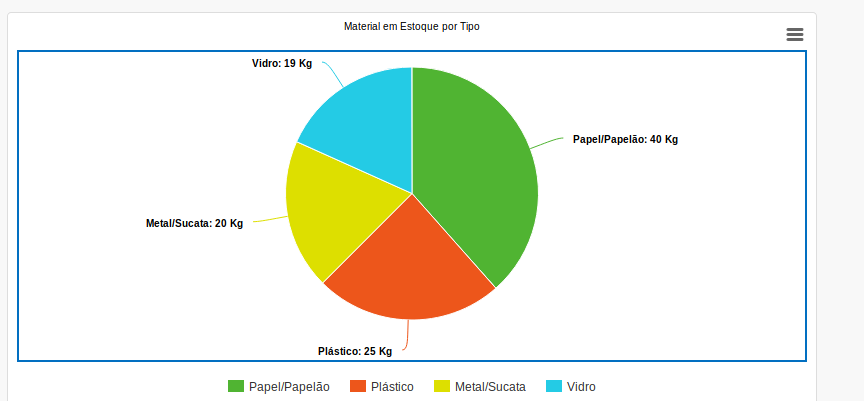 Material em Estoque por Tipo
Vidro: 19 Kg
Papel/Papelão: 40 Kg
Metal/Sucata: 20 Kg
Plástico: 25 Kg
Papel/Papelão Plástico Metal/Sucata Vidro